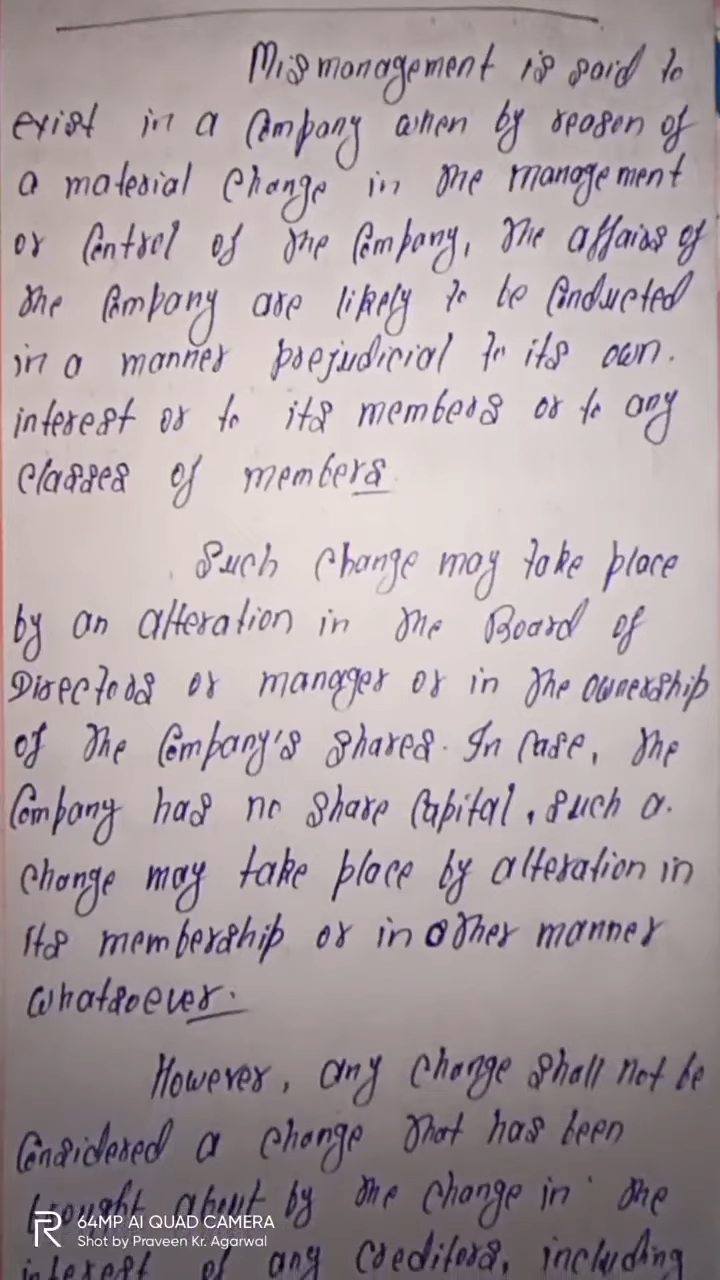 Mismanagement is said to
exist in a Company when by reason of
a material change in the management
or Control of the Company, the affairs of
the Company are likely to be Conducted
in a manner prejudicial to its own.
interest or to its members or to any
classes of members.
Such change may take place
by an alteration in the Board of
Directors or manager or in the ownership
of the Company's shares. In Case, the
Company has no share Capital, such a.
change may take place by alteration in
its membership or in other manner
whatsoever.
However, any change shall not be
Considered a change that has been
brought about by the change in the
interest of any creditors, including
64MP AI QUAD CAMERA
Shot by Praveen Kr. Agarwal